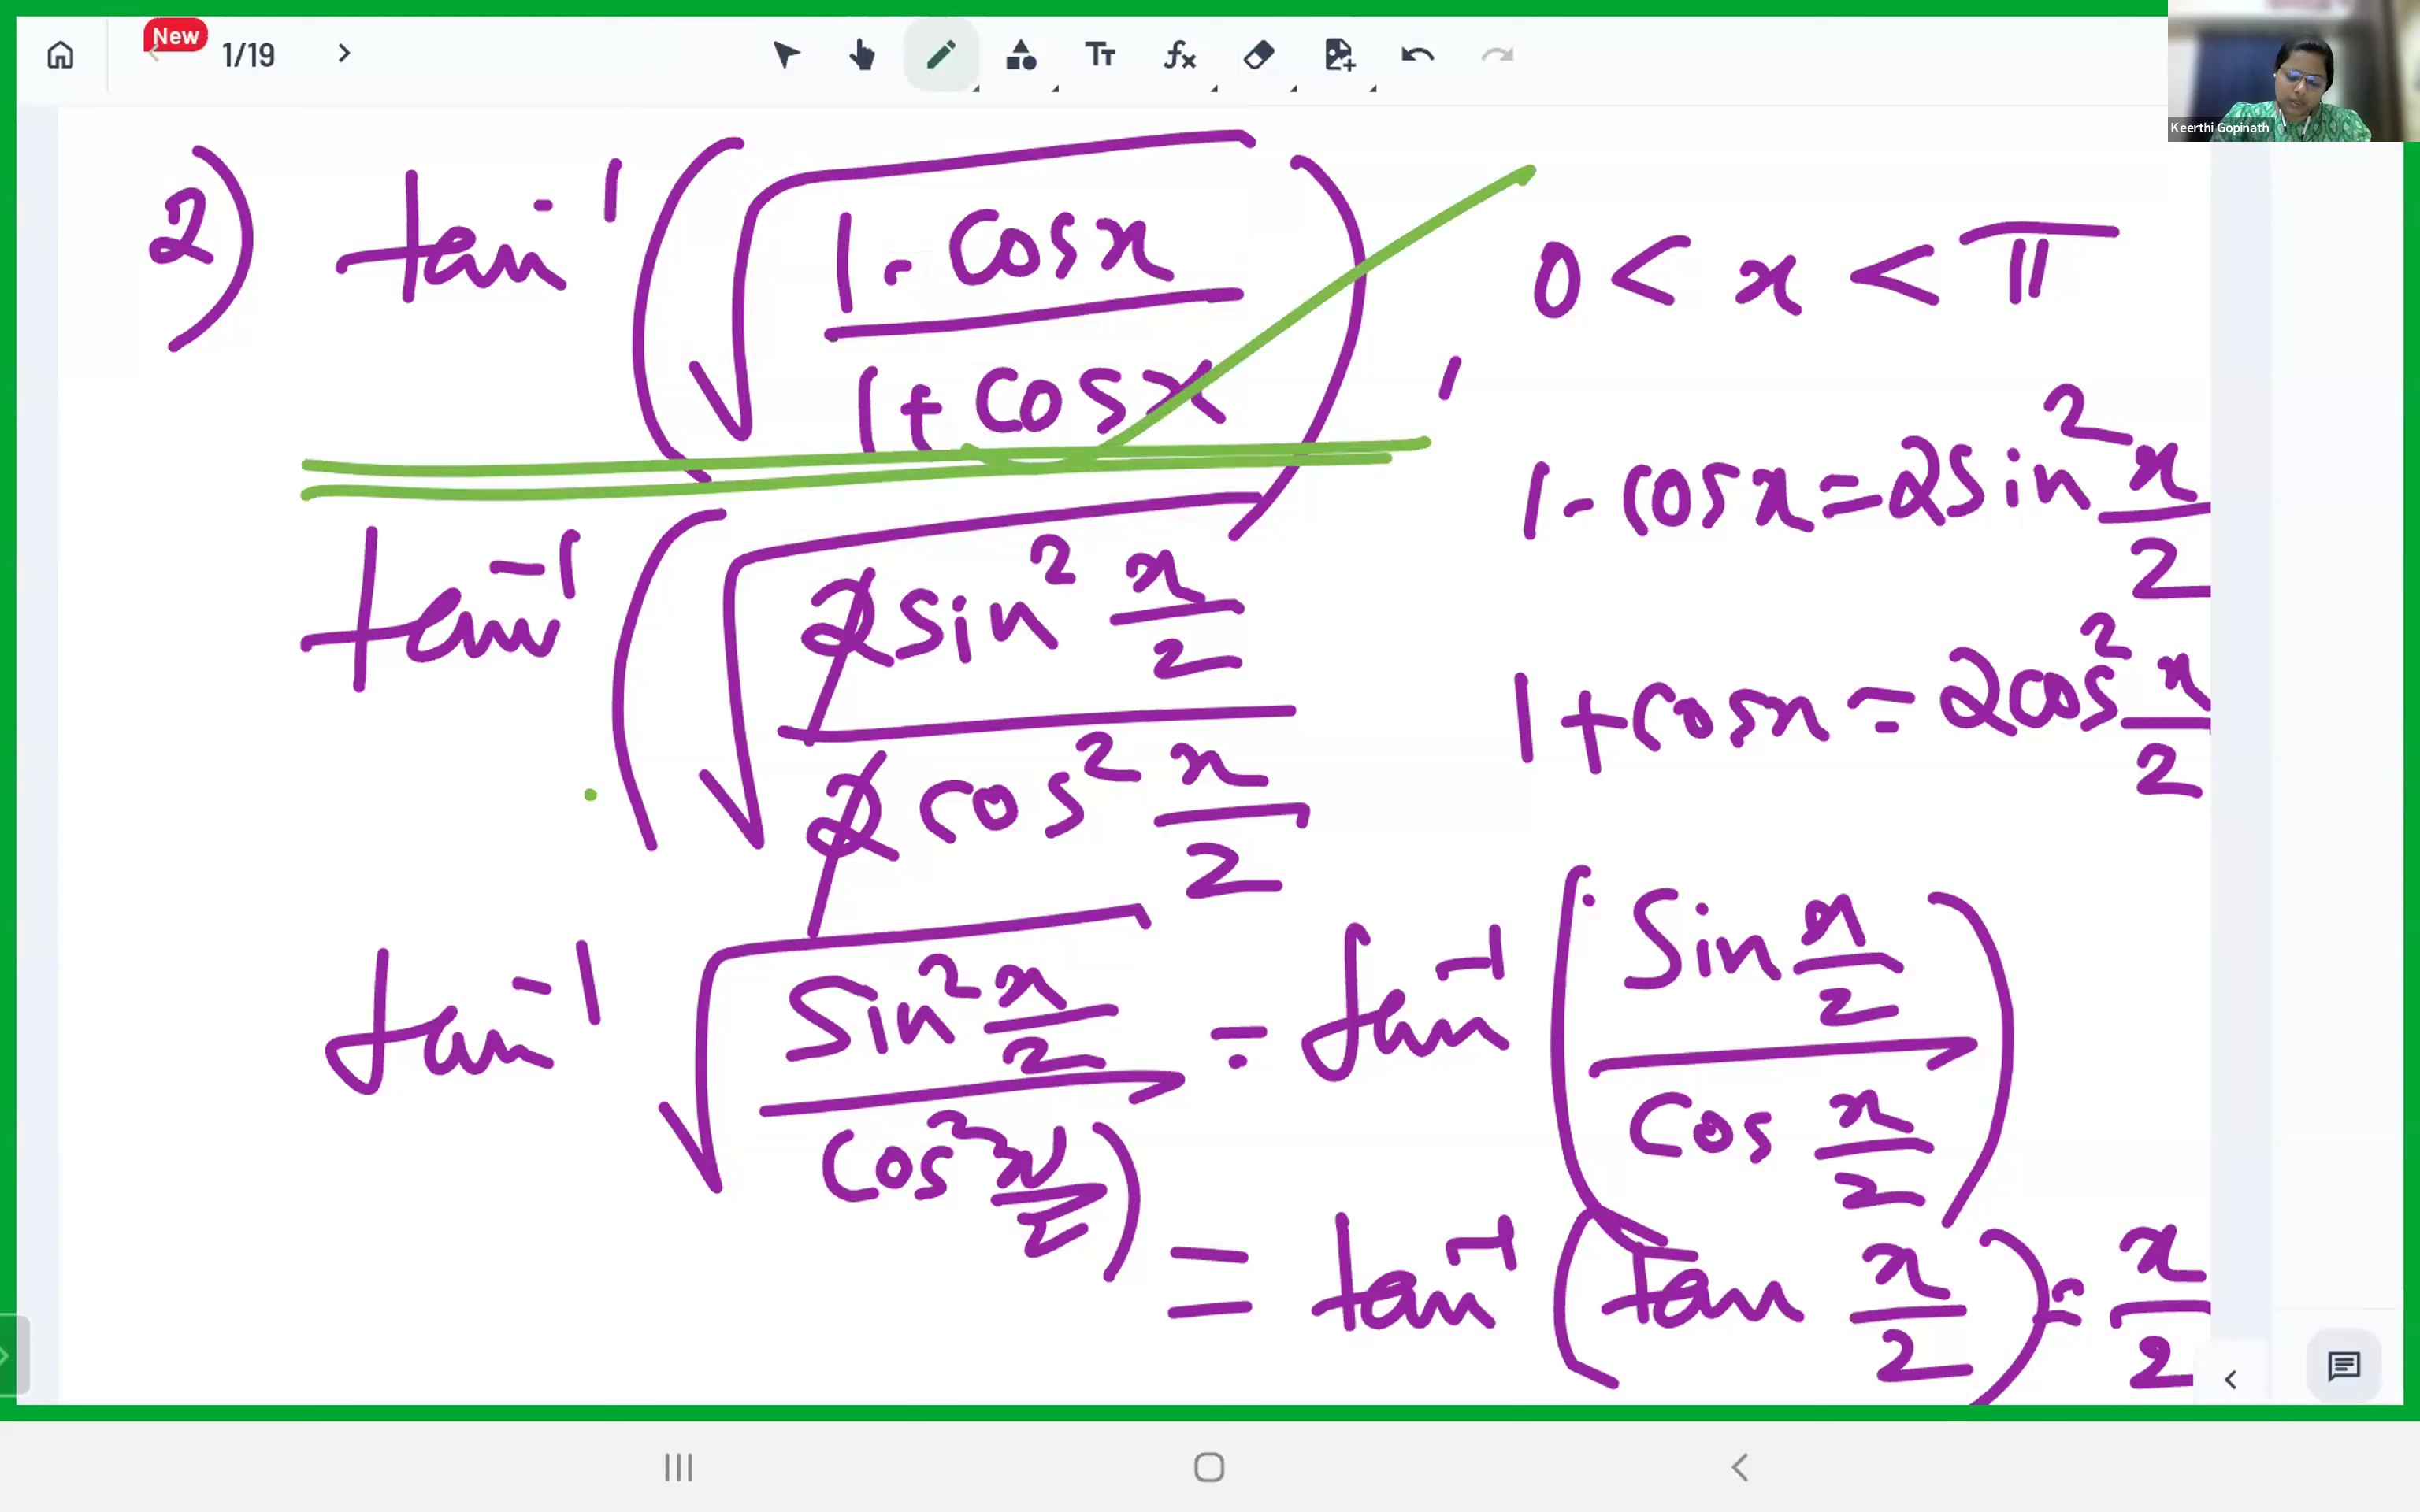 New
1/19
Tт
fx
Keerthi Gopinath
2) tan⁻¹ (√((1 - cosx)/(1 + cosx))), 0 < x < π
1 - cosx = 2sin² x/2
tan⁻¹ (√((2sin² x/2)/(2cos² x/2))
1 + cosx = 2cos² x/2
tan⁻¹ √((sin² x/2)/(cos² x/2)) = tan⁻¹ ((sin x/2)/(cos x/2))
= tan⁻¹ (tan x/2) = x/2